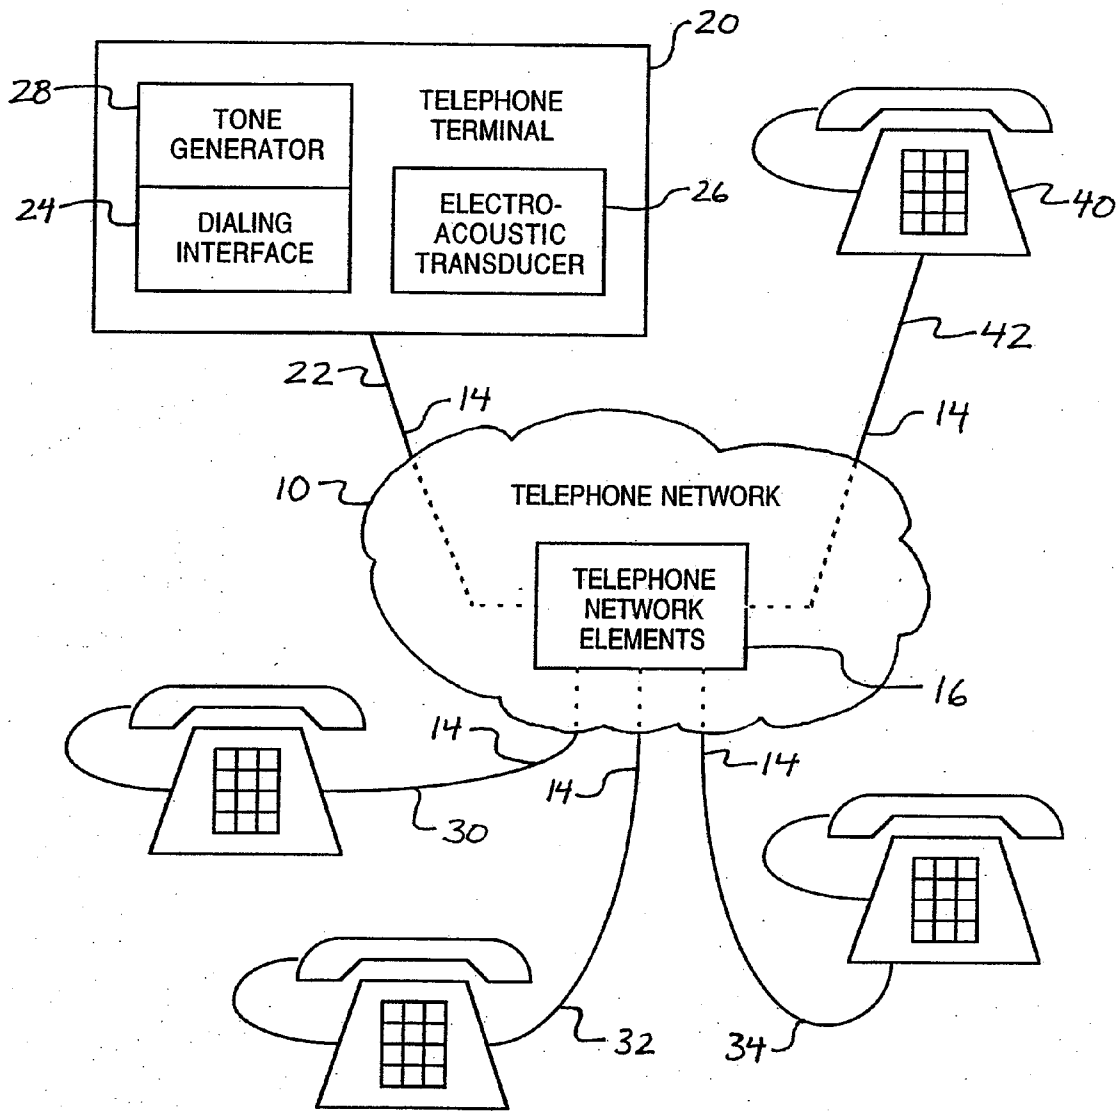 20
28
TONE
GENERATOR
TELEPHONE
TERMINAL
24
DIALING
INTERFACE
ELECTRO-
ACOUSTIC
TRANSDUCER
26
40
22
14
42
14
10
TELEPHONE NETWORK
TELEPHONE
NETWORK
ELEMENTS
16
14
14
14
30
32
34